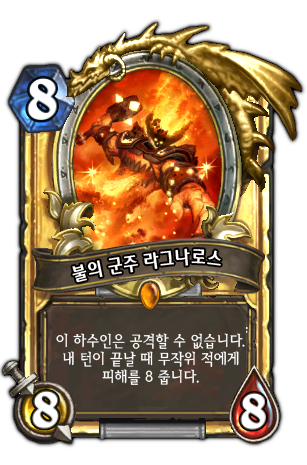 8
불의 군주 라그나로스
이 하수인은 공격할 수 없습니다.
내 턴이 끝날 때 무작위 적에게
피해를 8 줍니다.
8
8